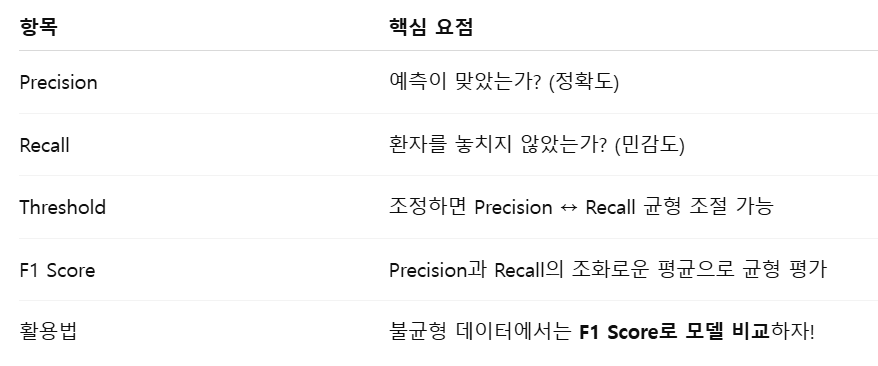 항목 핵심 요점
Precision 예측이 맞았는가? (정확도)
Recall 환자를 놓치지 않았는가? (민감도)
Threshold 조정하면 Precision ↔ Recall 균형 조절 가능
F1 Score Precision과 Recall의 조화로운 평균으로 균형 평가
활용법 불균형 데이터에서는 F1 Score로 모델 비교하자!